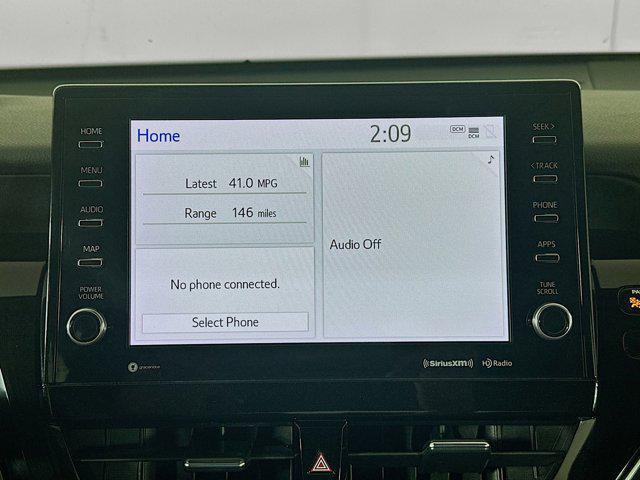 HOME
MENU
AUDIO
MAP
POWER
VOLUME
Home
2:09
DCM
DCM
Latest 41.0 MPG
Range 146 miles
No phone connected.
Select Phone
Audio Off
SEEK>
<TRACK
PHONE
APPS
TUNE
SCROLL
gracenote
((SiriusXM))
HD Radio